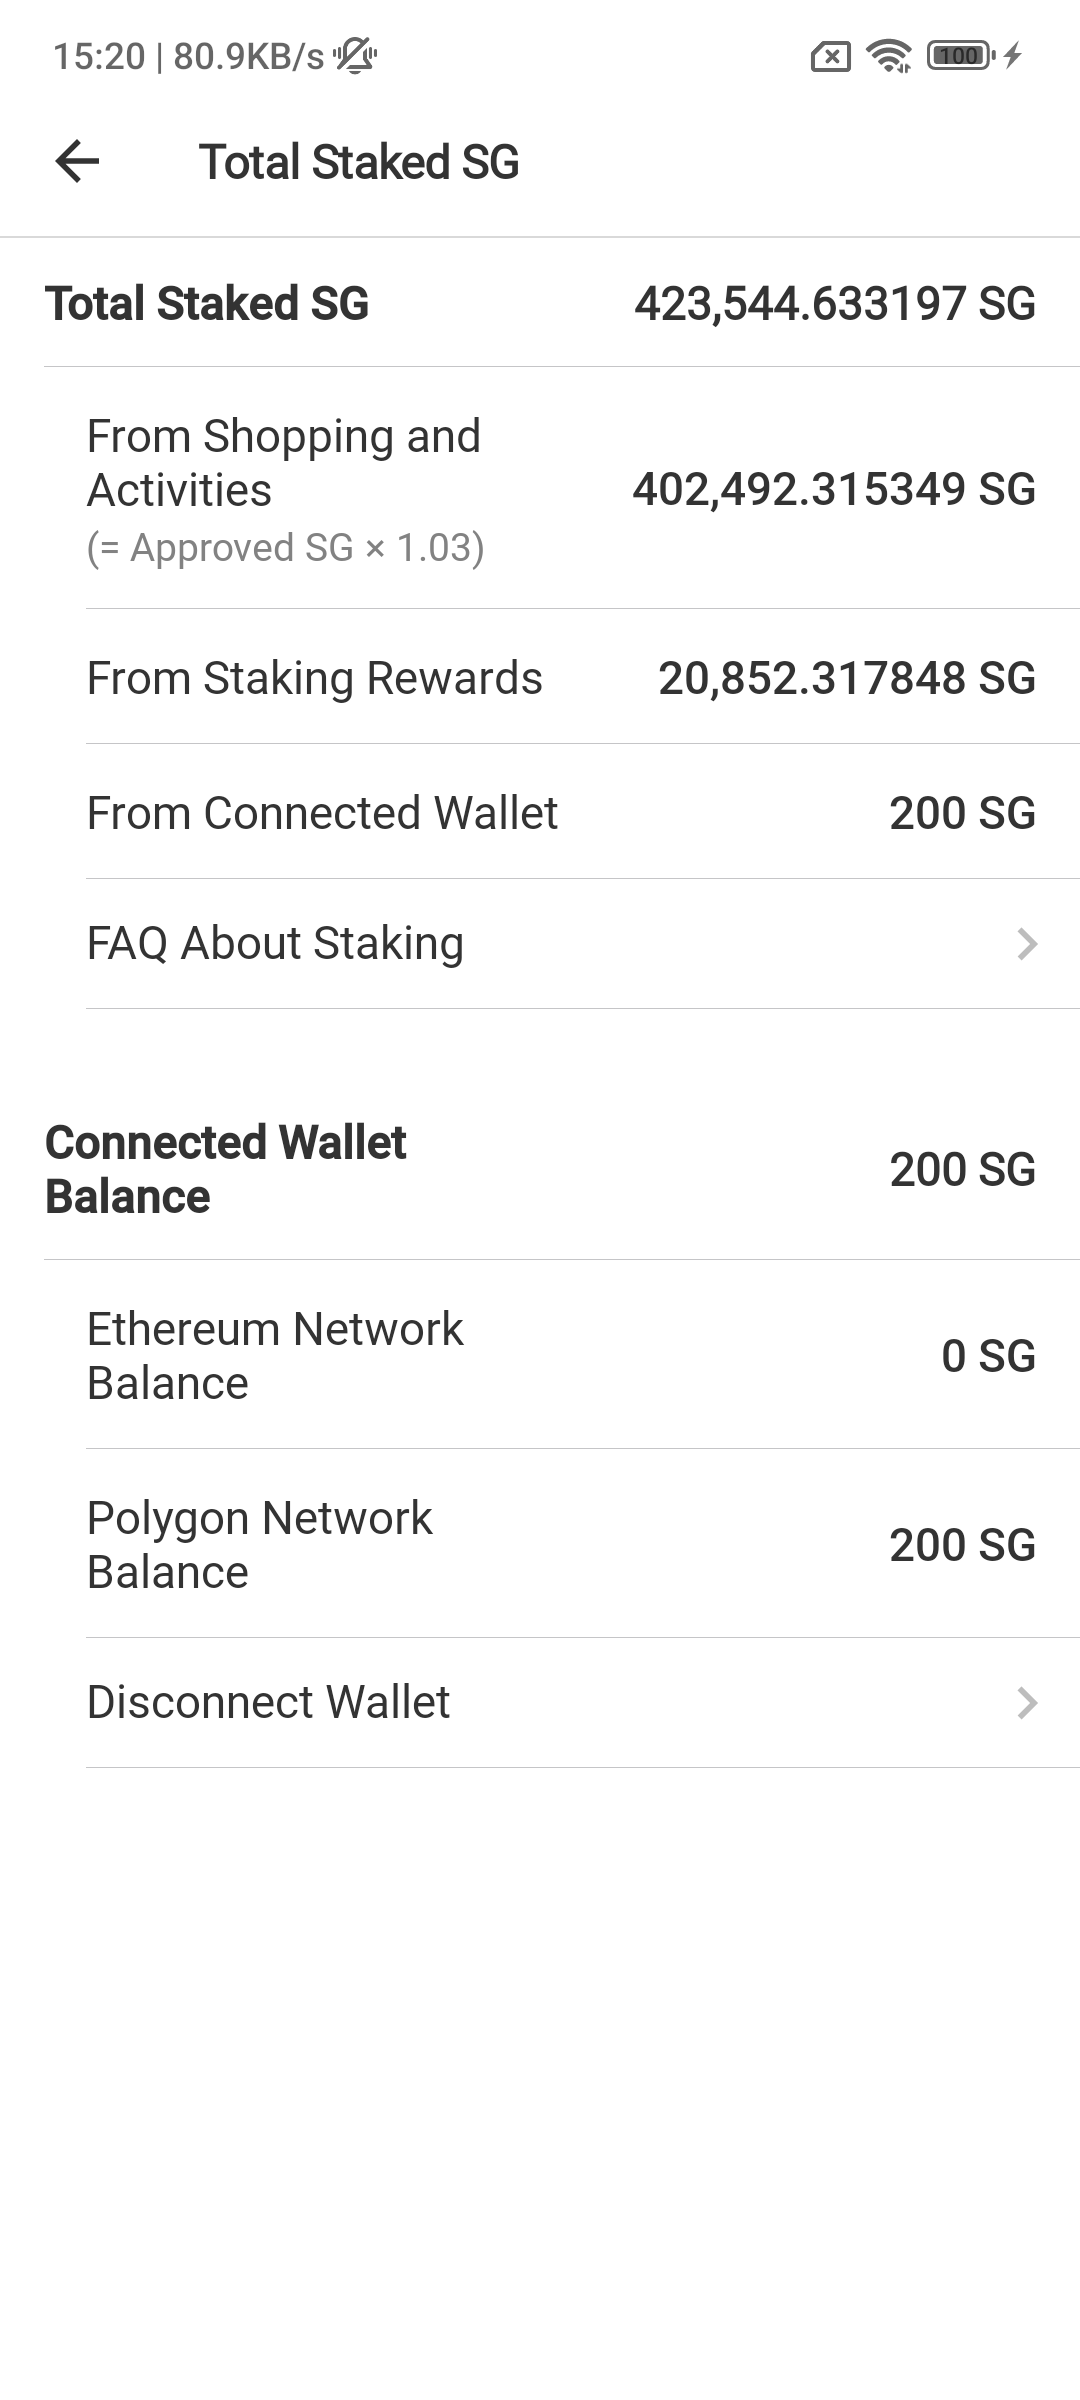 15:20 | 80.9KB/s
100
Total Staked SG
Total Staked SG 423,544.633197 SG
From Shopping and
Activities
402,492.315349 SG
(= Approved SG × 1.03)
From Staking Rewards 20,852.317848 SG
From Connected Wallet 200 SG
FAQ About Staking
Connected Wallet
Balance
200 SG
Ethereum Network
Balance
0 SG
Polygon Network
Balance
200 SG
Disconnect Wallet